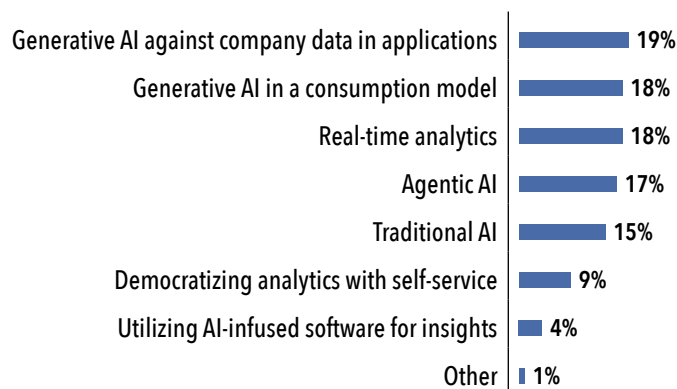 Generative AI against company data in applications 19%
Generative AI in a consumption model 18%
Real-time analytics 18%
Agentic AI 17%
Traditional AI 15%
Democratizing analytics with self-service 9%
Utilizing AI-infused software for insights 4%
Other 1%